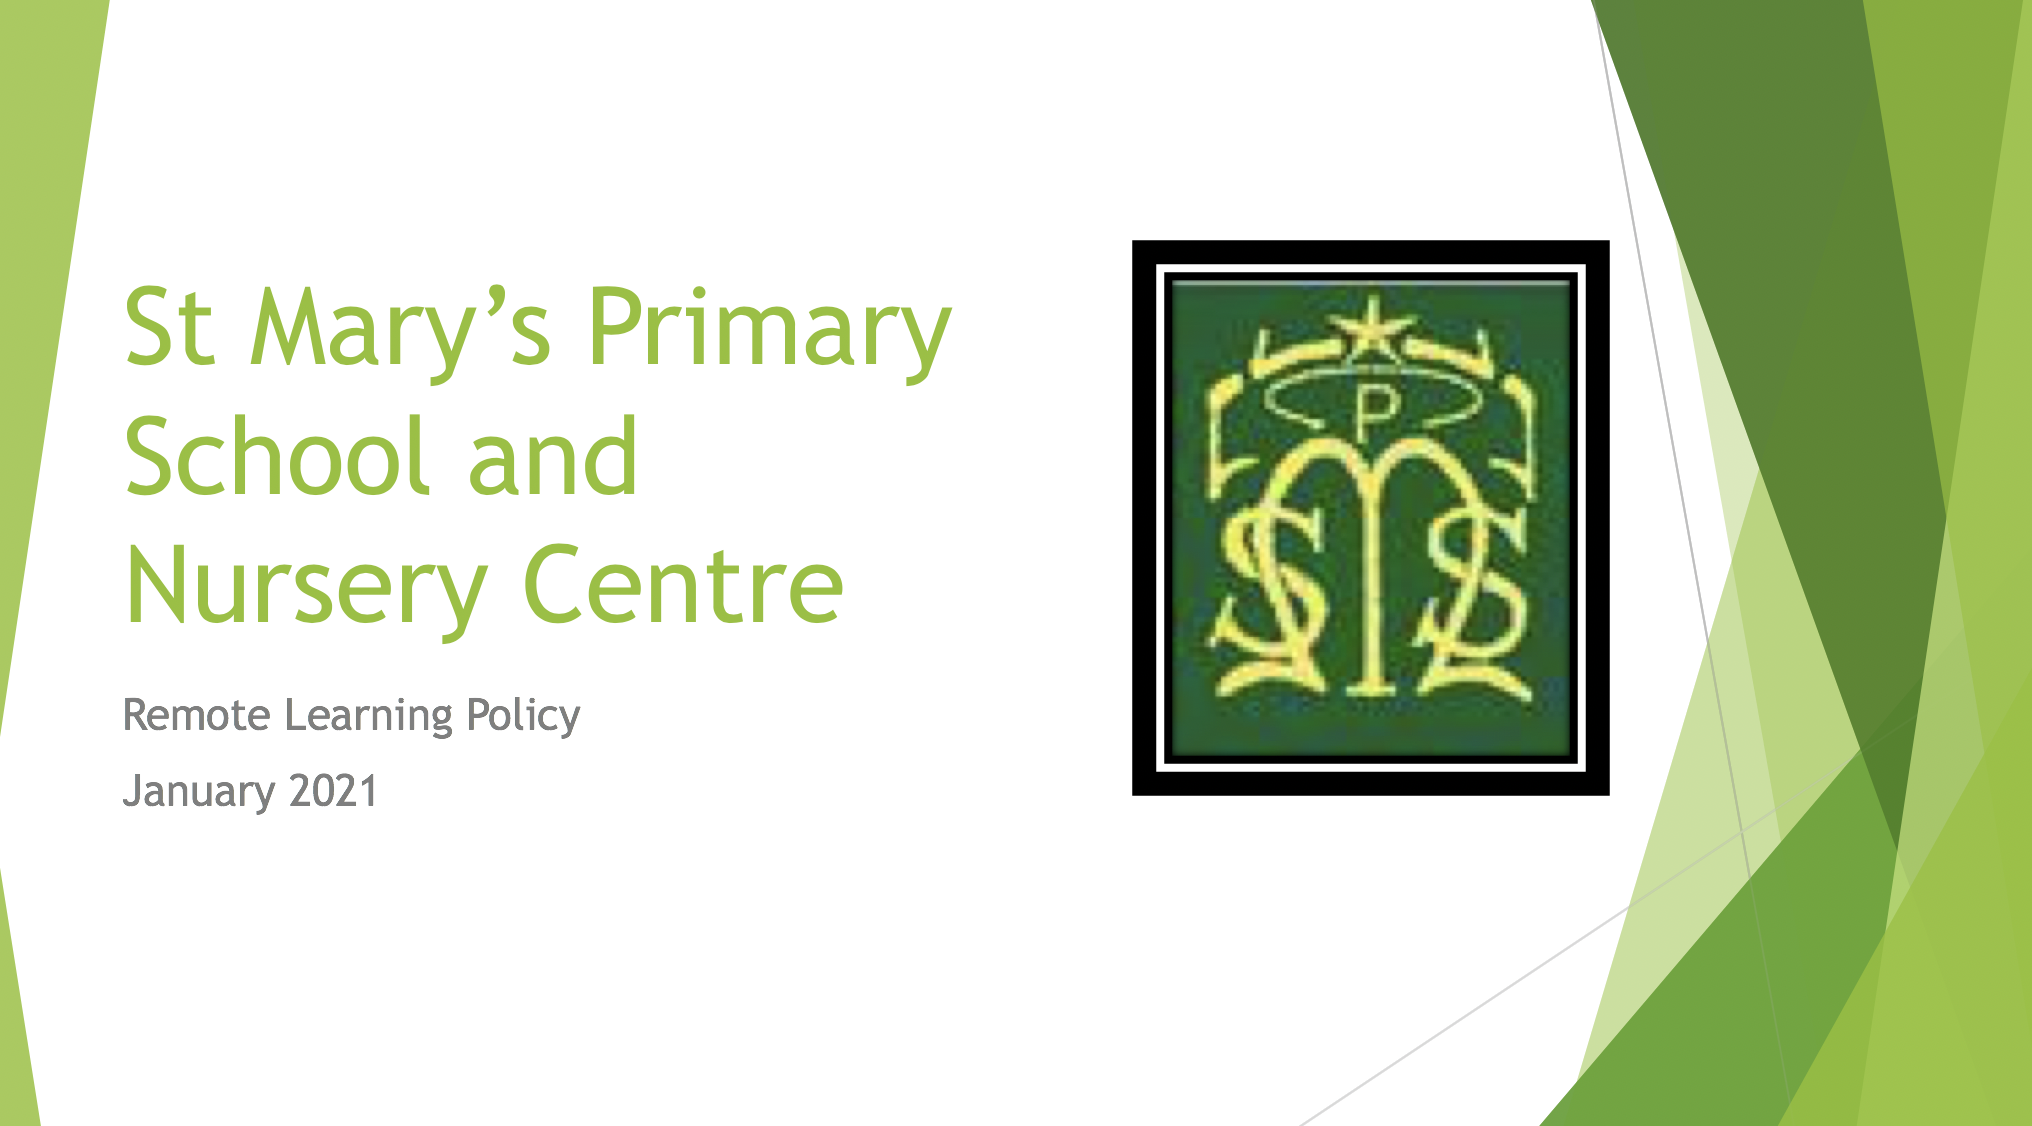 St Mary’s Primary
School and
Nursery Centre
Remote Learning Policy
January 2021
P
S M S